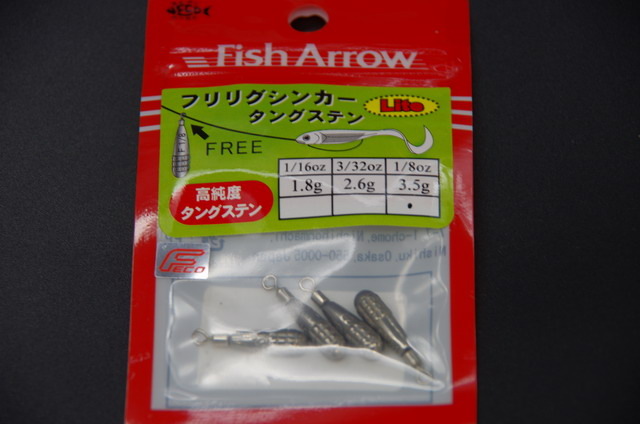 Fish Arrow
フリリグシンカー
タングステン
Lite
FREE
1/16oz 3/32oz 1/8oz
1.8g 2.6g 3.5g
高純度
タングステン
FECO